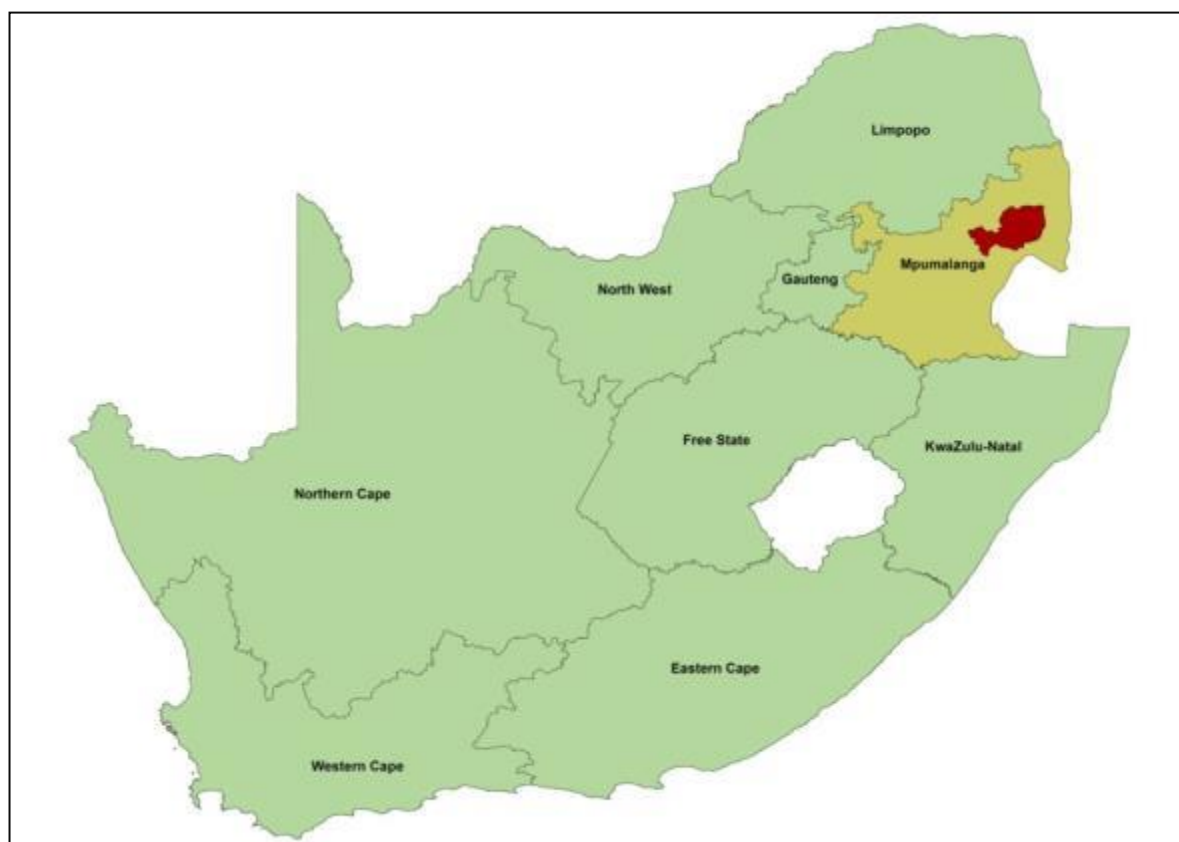 Limpopo
Mpumalanga
Gauteng
North West
Free State
KwaZulu-Natal
Northern Cape
Eastern Cape
Western Cape